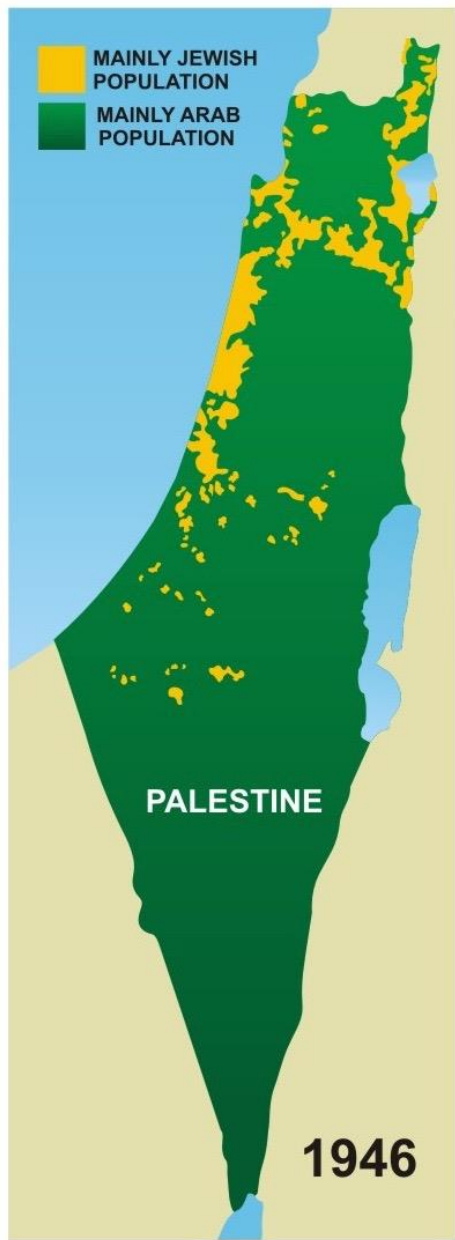 MAINLY JEWISH
POPULATION
MAINLY ARAB
POPULATION
PALESTINE
1946